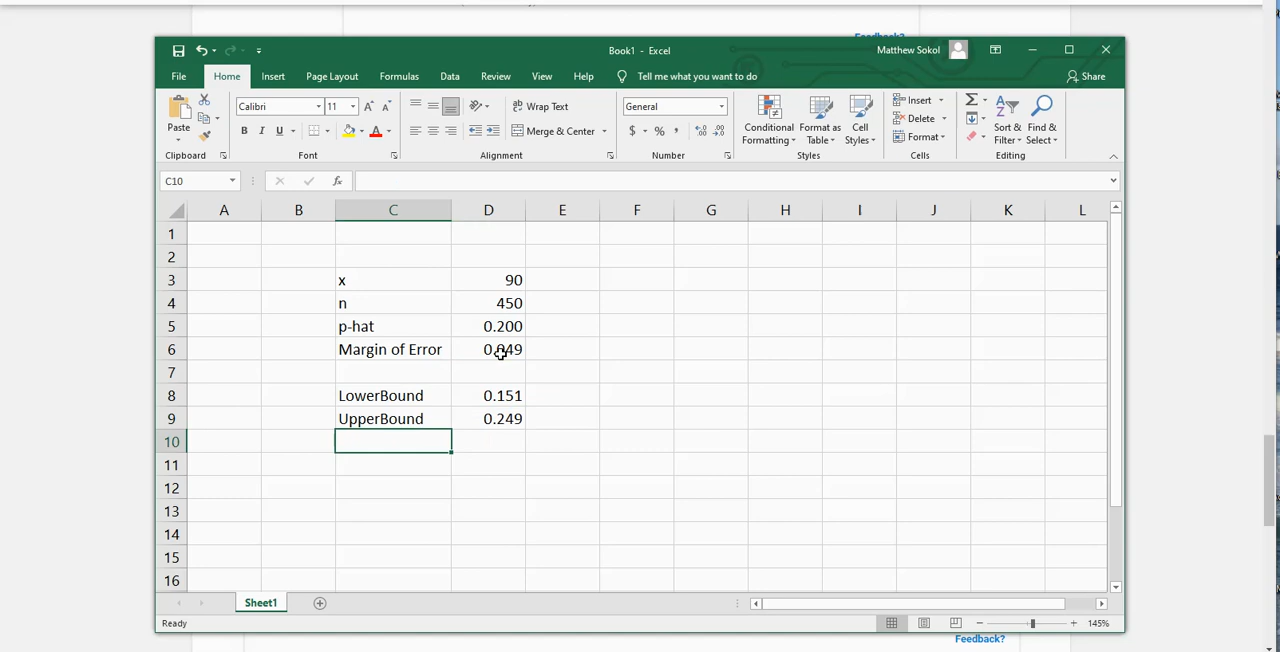 Feedback?
Book1 - Excel
Matthew Sokol
File Home Insert Page Layout Formulas Data Review View Help Tell me what you want to do Share
Calibri 11 Wrap Text General Insert
Paste B I U A Merge & Center $ % Conditional Formatting Format as Table Cell Styles Delete Format Sort & Filter Find & Select
Clipboard Font Alignment Number Styles Cells Editing
C10 fx
A B C D E F G H I J K L
1
2
3 x 90
4 n 450
5 p-hat 0.200
6 Margin of Error 0.049
7
8 LowerBound 0.151
9 UpperBound 0.249
10
11
12
13
14
15
16
Sheet1
Ready 145%
Feedback?